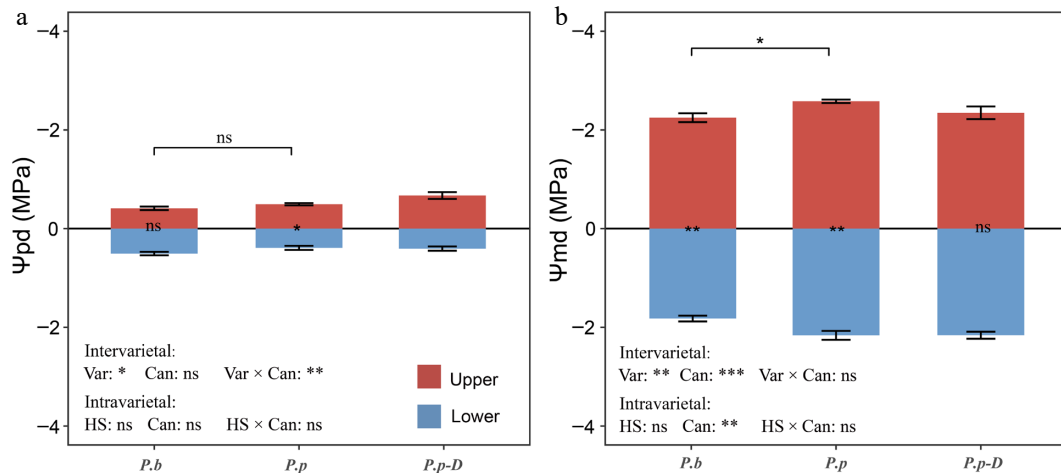 a
Ψpd (MPa)
−4
−2
0
−2
−4
ns
ns
*
Intervarietal:
Var: * Can: ns Var × Can: **
Intravarietal:
HS: ns Can: ns HS × Can: ns
Upper
Lower
P.b
P.p
P.p-D
b
Ψmd (MPa)
−4
−2
0
−2
−4
*
**
**
ns
Intervarietal:
Var: ** Can: *** Var × Can: ns
Intravarietal:
HS: ns Can: ** HS × Can: ns
P.b
P.p
P.p-D